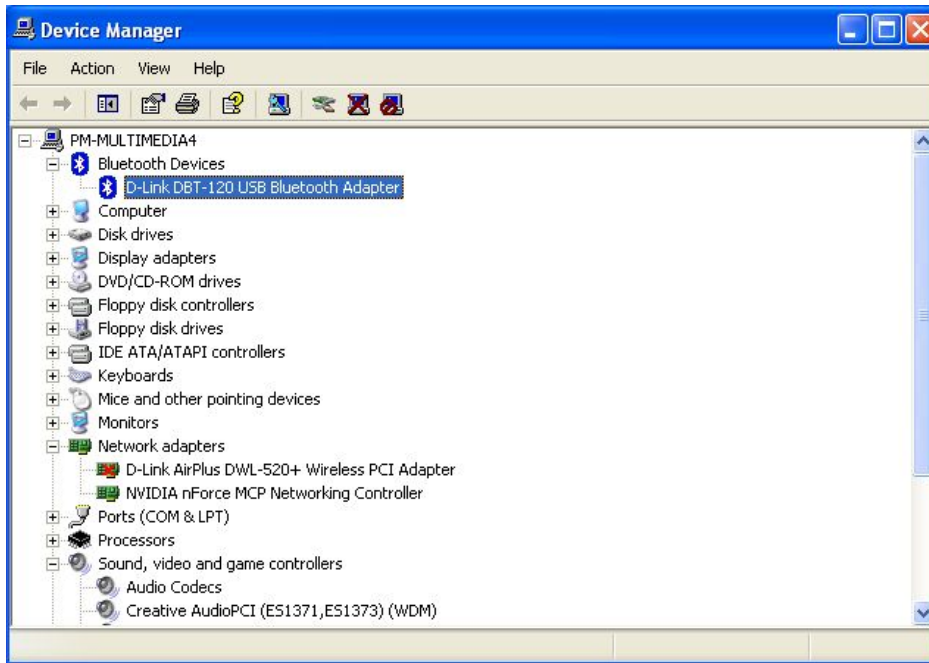 Device Manager
File Action View Help
PM-MULTIMEDIA4
Bluetooth Devices
D-Link DBT-120 USB Bluetooth Adapter
Computer
Disk drives
Display adapters
DVD/CD-ROM drives
Floppy disk controllers
Floppy disk drives
IDE ATA/ATAPI controllers
Keyboards
Mice and other pointing devices
Monitors
Network adapters
D-Link AirPlus DWL-520+ Wireless PCI Adapter
NVIDIA nForce MCP Networking Controller
Ports (COM & LPT)
Processors
Sound, video and game controllers
Audio Codecs
Creative AudioPCI (ES1371,ES1373) (WDM)